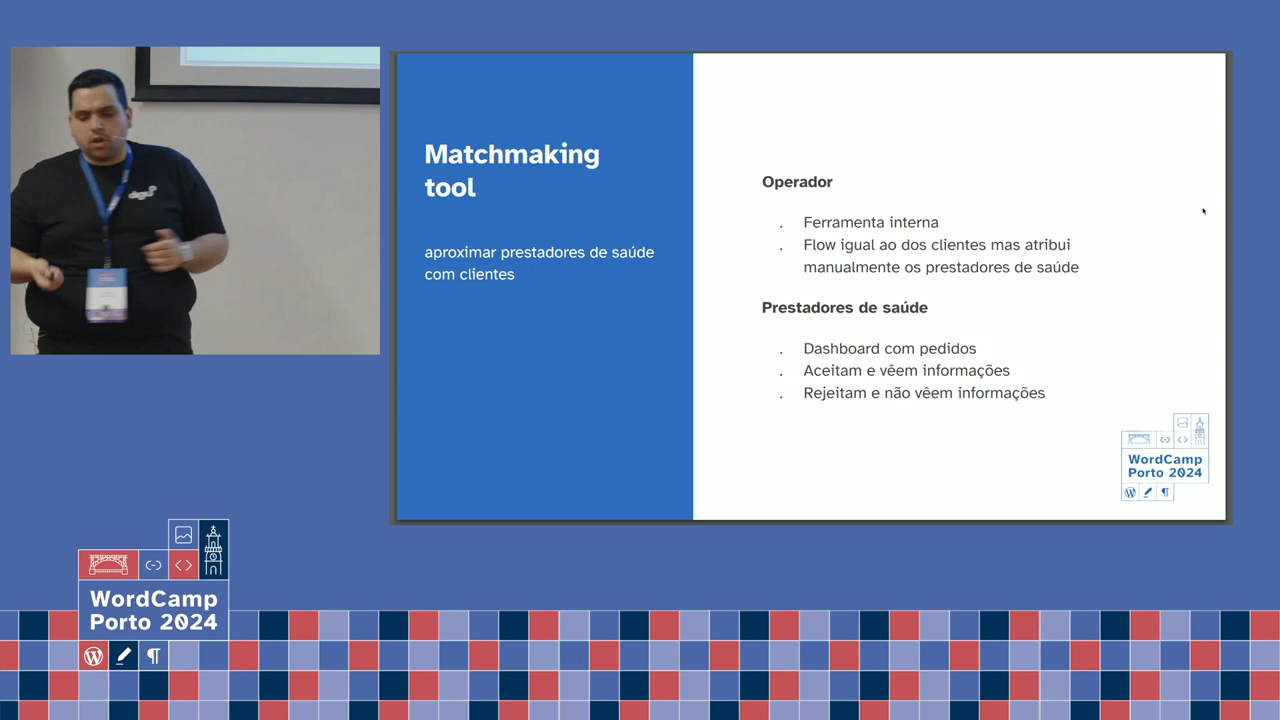 Matchmaking
tool
aproximar prestadores de saúde
com clientes
Operador
. Ferramenta interna
. Flow igual ao dos clientes mas atribui
manualmente os prestadores de saúde
Prestadores de saúde
. Dashboard com pedidos
. Aceitam e vêem informações
. Rejeitam e não vêem informações
WordCamp
Porto 2024
WordCamp
Porto 2024